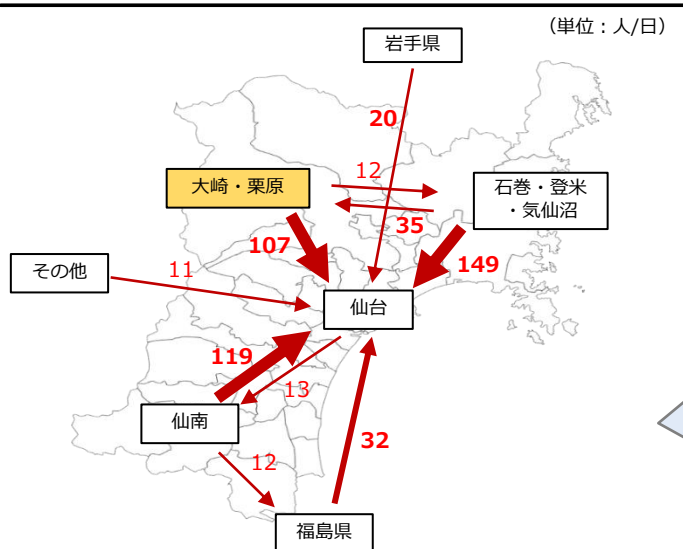 （単位：人/日）
岩手県
20
12
大崎・栗原
石巻・登米
・気仙沼
35
107
149
その他
11
仙台
119
13
仙南
32
12
福島県